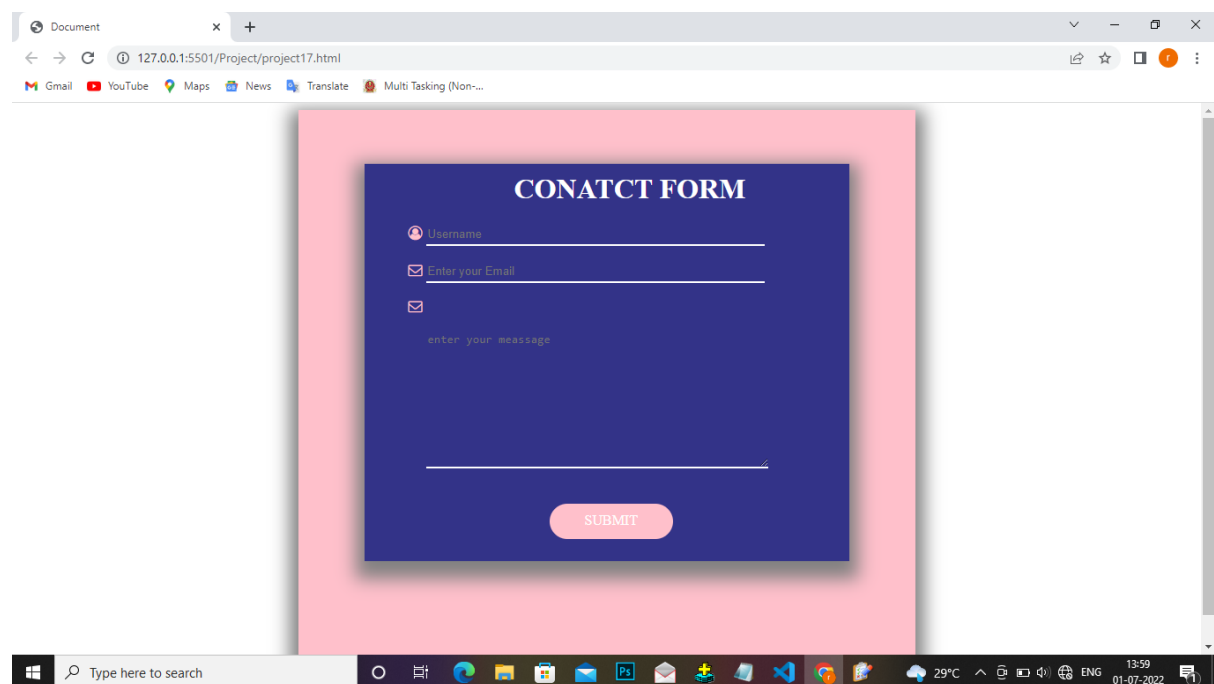 Document
127.0.0.1:5501/Project/project17.html
r
Gmail YouTube Maps News Translate Multi Tasking (Non-...
CONATCT FORM
Username
Enter your Email
enter your meassage
SUBMIT
Type here to search
Ps
29°C ENG 13:59
01-07-2022
1